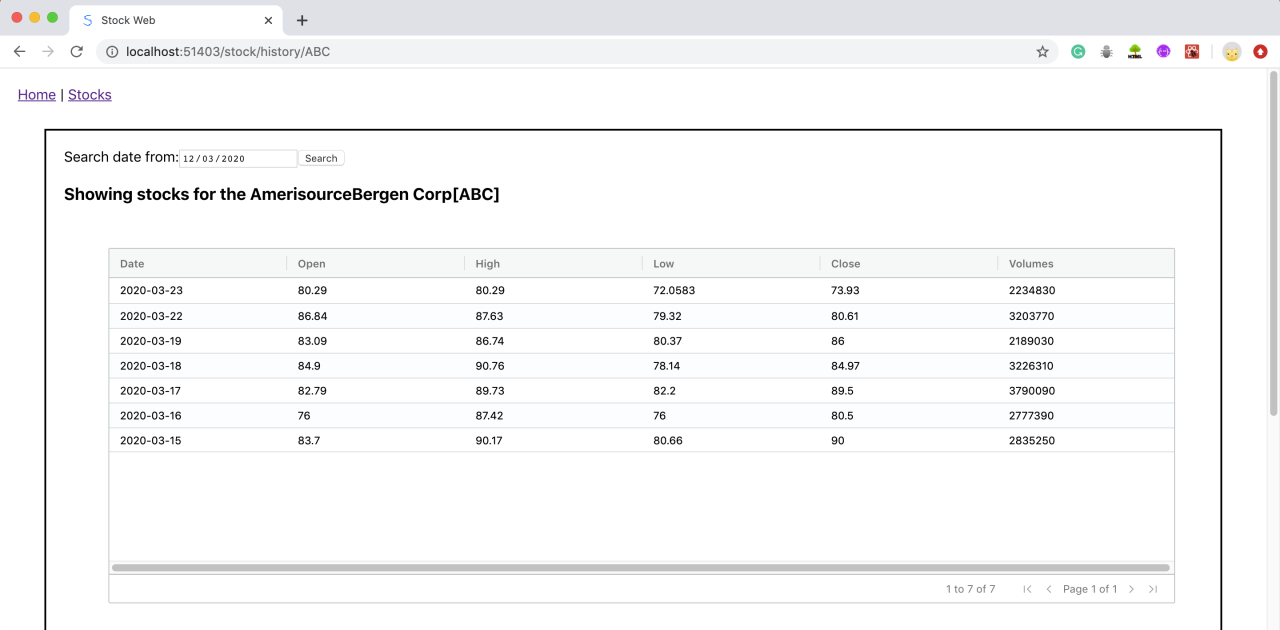 Stock Web
localhost:51403/stock/history/ABC
Home | Stocks
Search date from: 12/03/2020 Search
Showing stocks for the AmerisourceBergen Corp[ABC]
Date Open High Low Close Volumes
2020-03-23 80.29 80.29 72.0583 73.93 2234830
2020-03-22 86.84 87.63 79.32 80.61 3203770
2020-03-19 83.09 86.74 80.37 86 2189030
2020-03-18 84.9 90.76 78.14 84.97 3226310
2020-03-17 82.79 89.73 82.2 89.5 3790090
2020-03-16 76 87.42 76 80.5 2777390
2020-03-15 83.7 90.17 80.66 90 2835250
1 to 7 of 7 Page 1 of 1